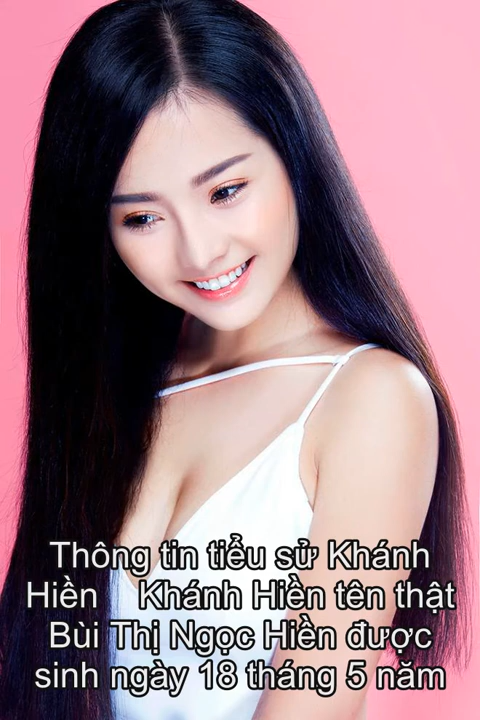 Thông tin tiểu sử Khánh
Hiền Khánh Hiền tên thật
Bùi Thị Ngọc Hiền được
sinh ngày 18 tháng 5 năm